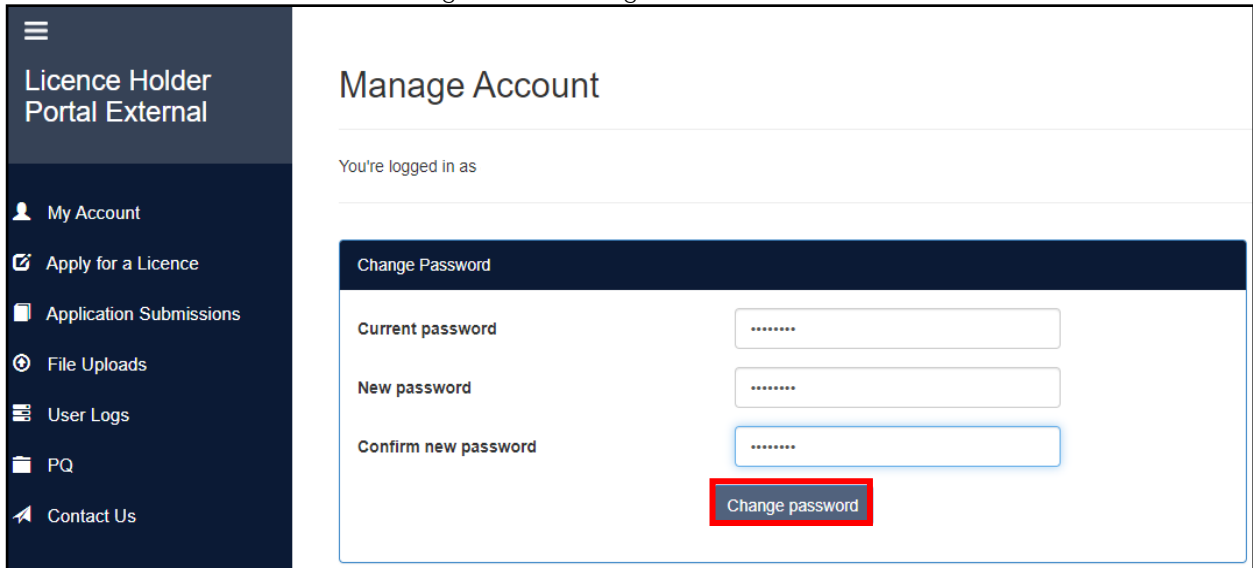 Licence Holder
Portal External
My Account
Apply for a Licence
Application Submissions
File Uploads
User Logs
PQ
Contact Us
Manage Account
You're logged in as
Change Password
Current password ••••••••
New password ••••••••
Confirm new password ••••••••
Change password